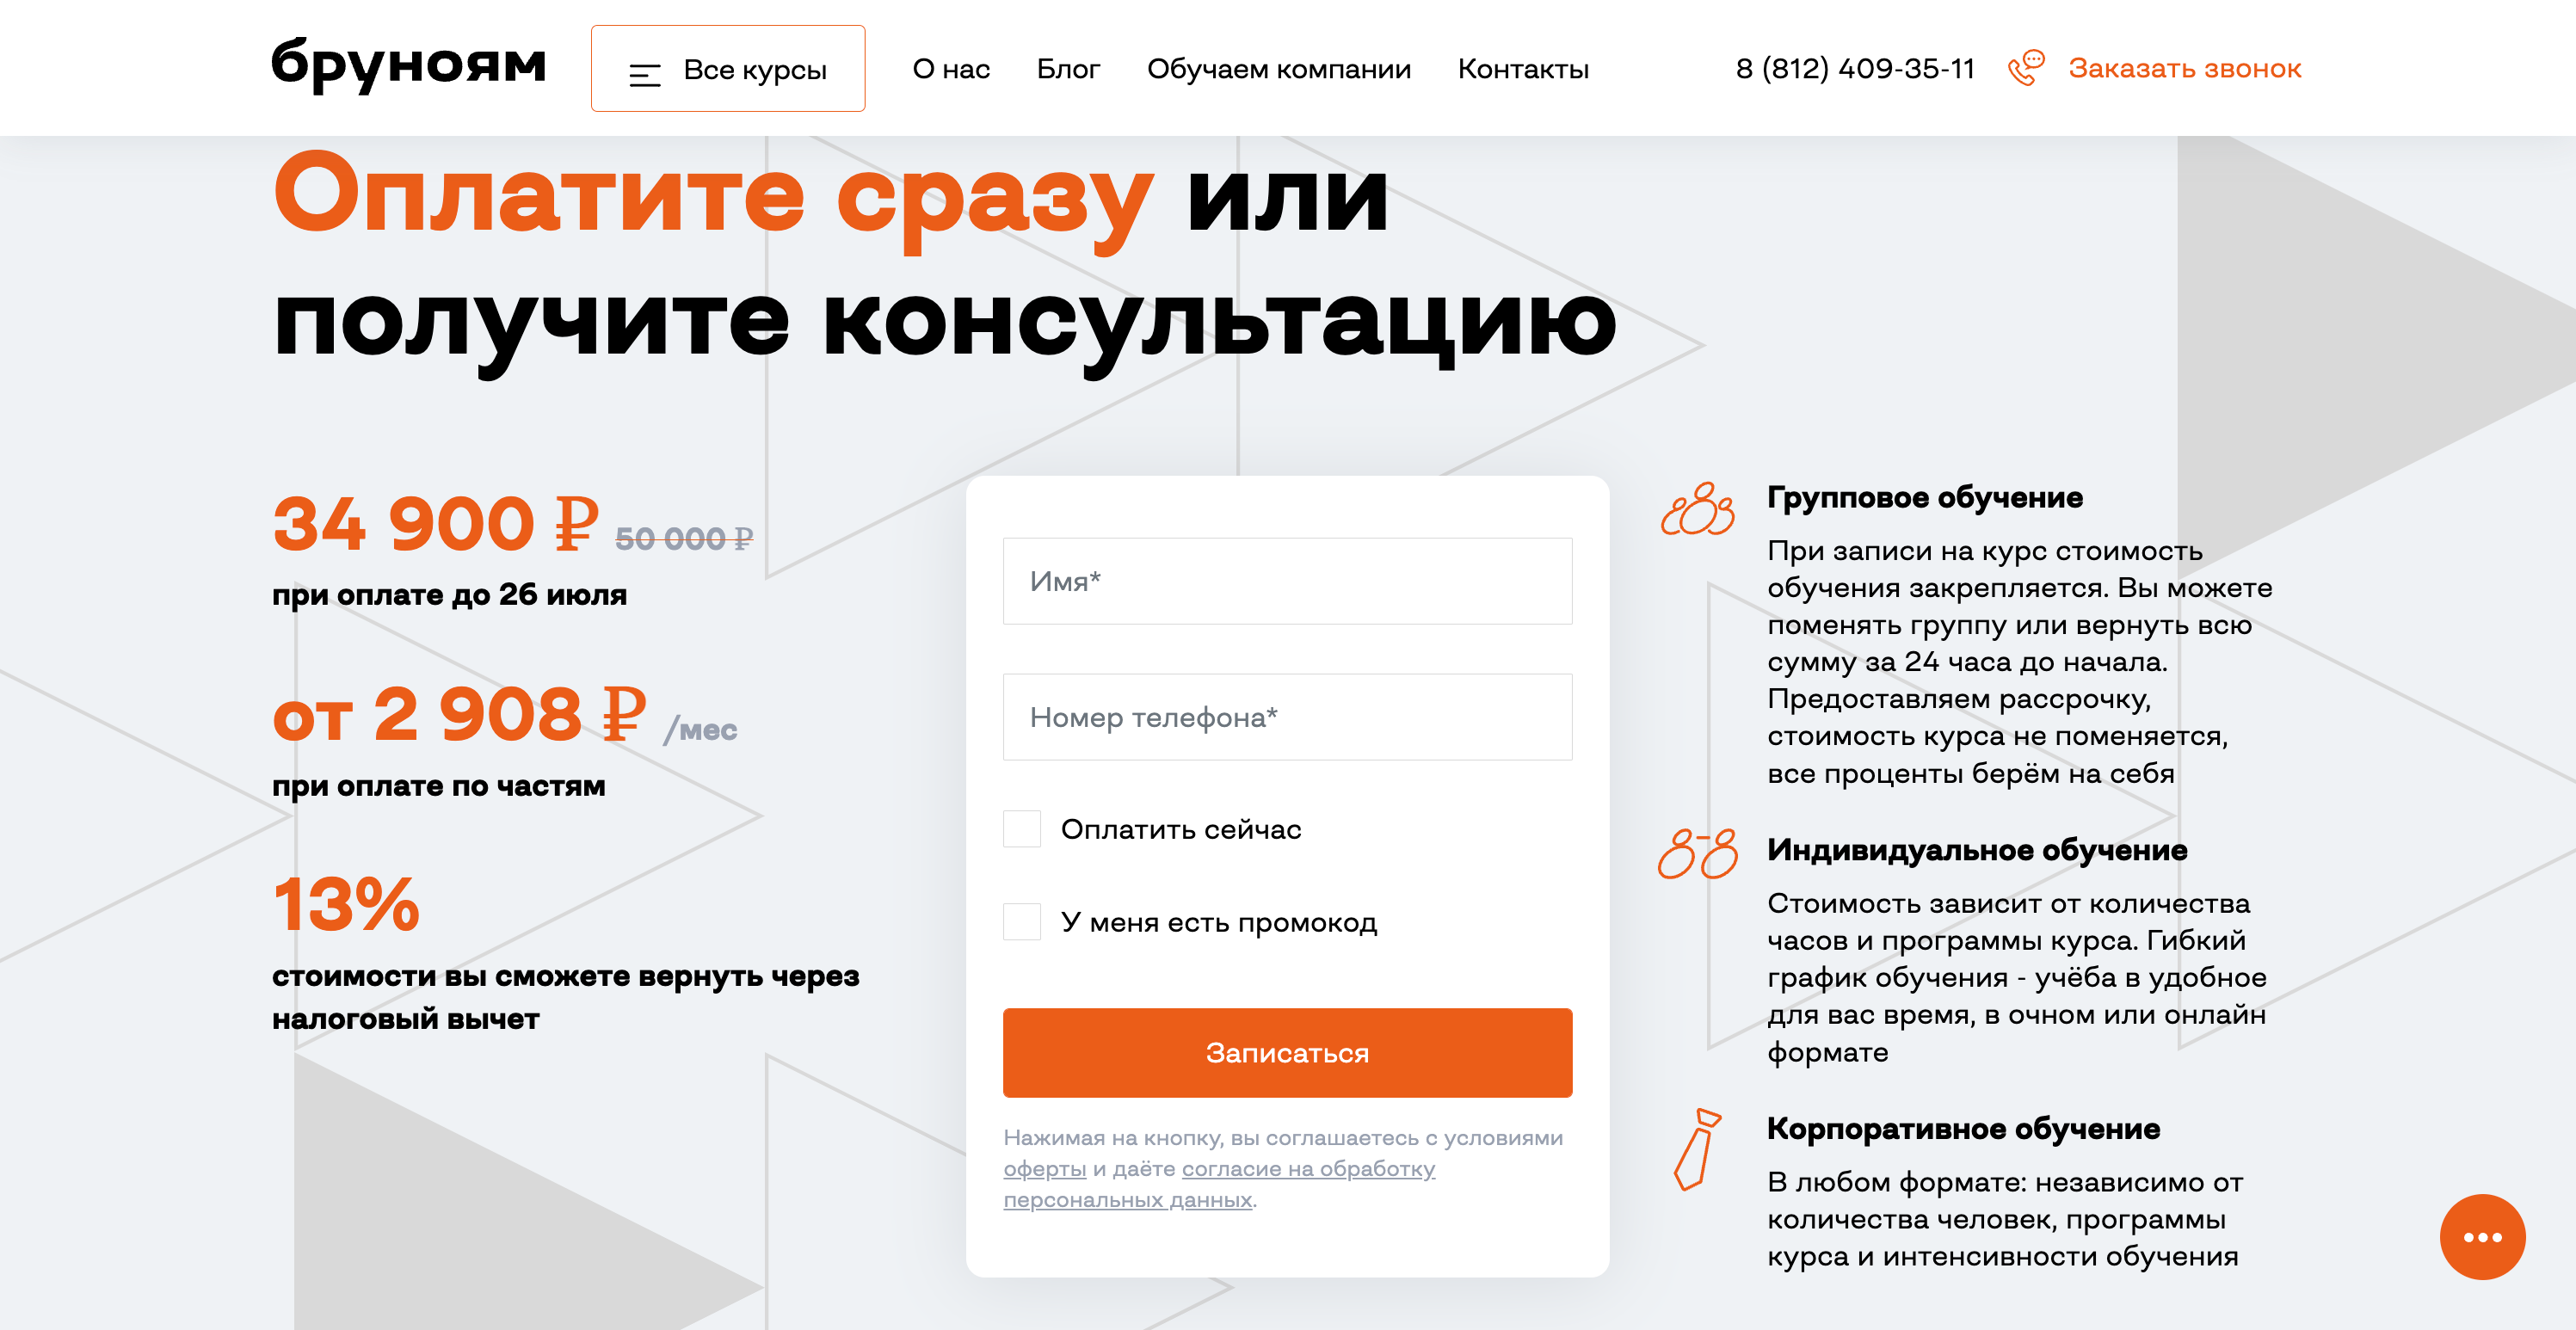 бруноям
Все курсы
О нас
Блог
Обучаем компании
Контакты
8 (812) 409-35-11
Заказать звонок
Оплатите сразу или
получите консультацию
34 900 ₽ 50 000 ₽
при оплате до 26 июля
от 2 908 ₽ /мес
при оплате по частям
13%
стоимости вы сможете вернуть через
налоговый вычет
Имя*
Номер телефона*
Оплатить сейчас
У меня есть промокод
Записаться
Нажимая на кнопку, вы соглашаетесь с условиями
оферты и даёте согласие на обработку
персональных данных.
Групповое обучение
При записи на курс стоимость
обучения закрепляется. Вы можете
поменять группу или вернуть всю
сумму за 24 часа до начала.
Предоставляем рассрочку,
стоимость курса не поменяется,
все проценты берём на себя
Индивидуальное обучение
Стоимость зависит от количества
часов и программы курса. Гибкий
график обучения - учёба в удобное
для вас время, в очном или онлайн
формате
Корпоративное обучение
В любом формате: независимо от
количества человек, программы
курса и интенсивности обучения